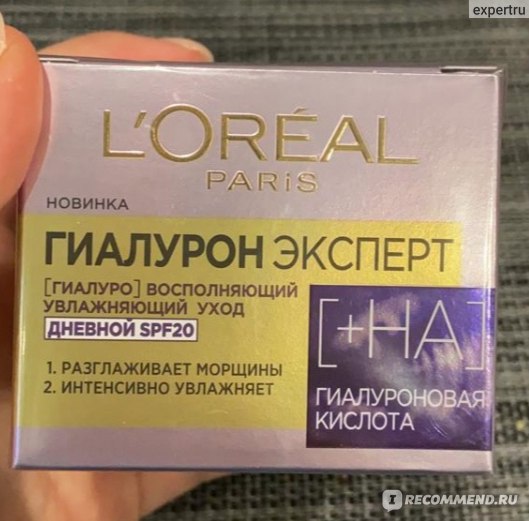 expertru
L'ORÉAL
PARiS
НОВИНКА
ГИАЛУРОН ЭКСПЕРТ
[ГИАЛУРО] ВОСПОЛНЯЮЩИЙ
УВЛАЖНЯЮЩИЙ УХОД
ДНЕВНОЙ SPF20
1. РАЗГЛАЖИВАЕТ МОРЩИНЫ
2. ИНТЕНСИВНО УВЛАЖНЯЕТ
[+HA]
ГИАЛУРОНОВАЯ
КИСЛОТА
IRECOMMEND.RU